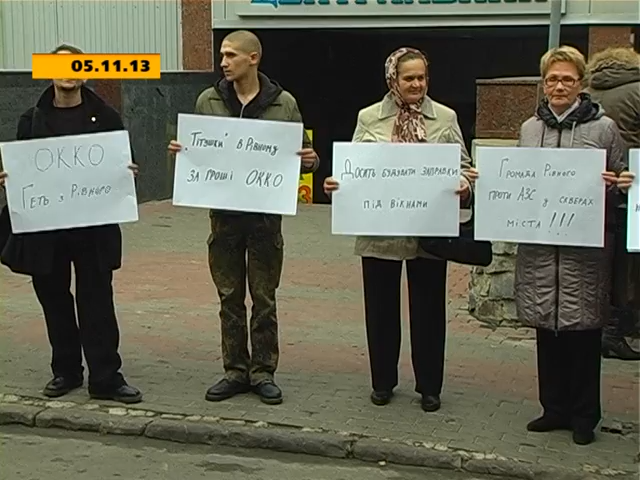 05.11.13
ОККО
Геть з Рівного
"Тітушки" в Рівному
за гроші ОККО
Досить будувати заправки
під вікнами
Громада Рівного
проти АЗС у скверах
міста!!!